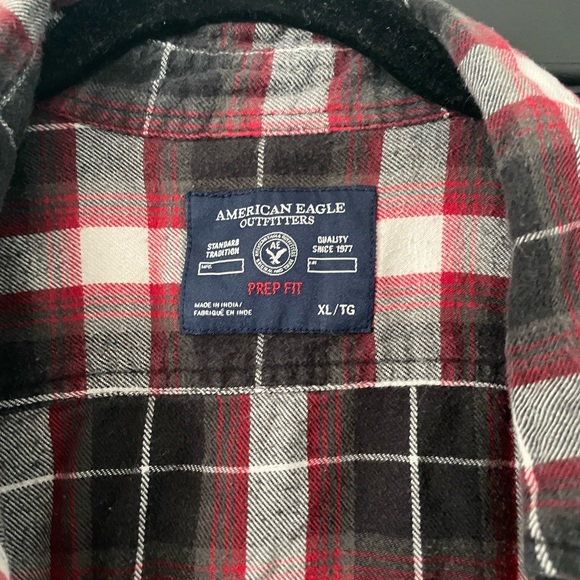 AMERICAN EAGLE
OUTFITTERS
STANDARD
TRADITION
AE
QUALITY
SINCE 1977
PREP FIT
MADE IN INDIA/
FABRIQUÉ EN INDE
XL/TG